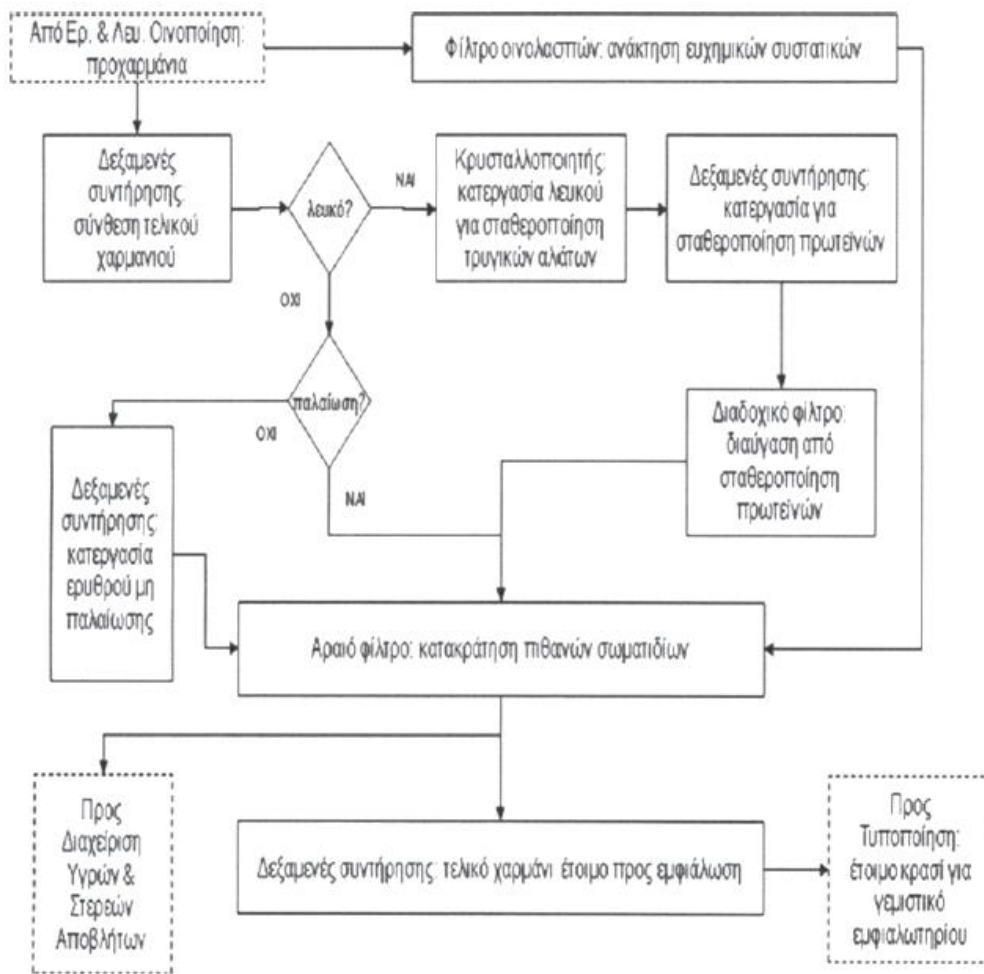 Από Ερ. & Λευ. Οινοποίηση:
προχαρμάνια
Φίλτρο οινολασπών: ανάκτηση ευχημικών συστατικών
Δεξαμενές
συντήρησης:
σύνθεση τελικού
χαρμανιού
λευκό?
ΝΑΙ
Κρυσταλλοποιητής:
κατεργασία λευκού
για σταθεροποίηση
τρυγικών αλάτων
Δεξαμενές συντήρησης:
κατεργασία για
σταθεροποίηση πρωτεϊνών
ΟΧΙ
παλαίωση?
ΟΧΙ
ΝΑΙ
Διαδοχικό φίλτρο:
διαύγαση από
σταθεροποίηση
πρωτεϊνών
Δεξαμενές
συντήρησης:
κατεργασία
ερυθρού μη
παλαίωσης
Αραιό φίλτρο: κατακράτηση πιθανών σωματιδίων
Προς
Διαχείριση
Υγρών &
Στερεών
Αποβλήτων
Δεξαμενές συντήρησης: τελικό χαρμάνι έτοιμο προς εμφιάλωση
Προς
Τυποποίηση:
έτοιμο κρασί για
γεμιστικό
εμφιαλωτηρίου